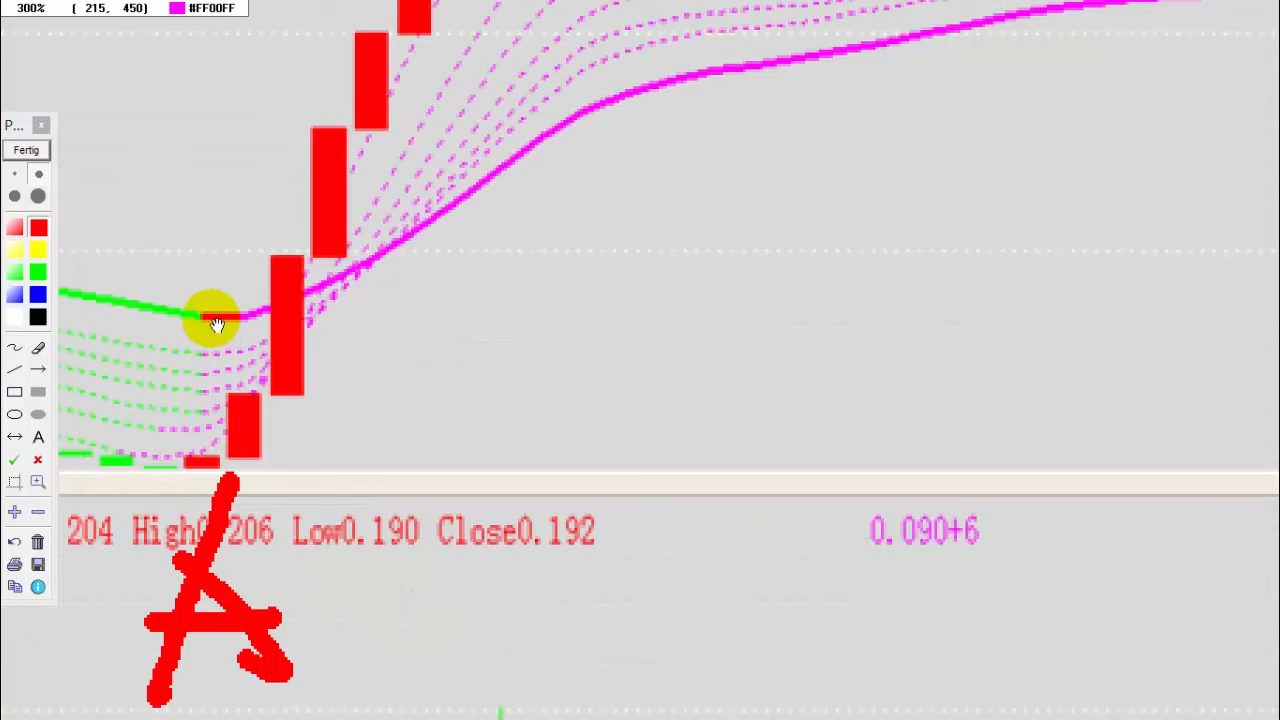 300% ( 215, 450) #FF00FF
P...
Fertig
A
204 High0.206 Low0.190 Close0.192 0.090+6
A